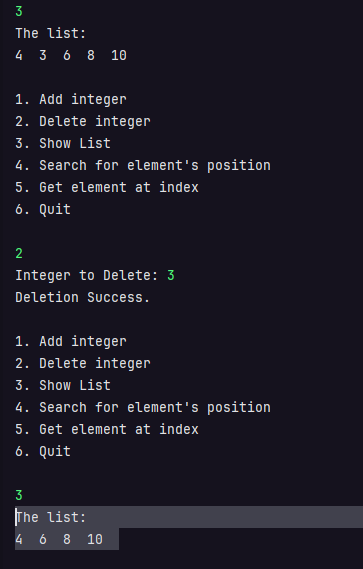 3
The list:
4  3  6  8  10
1. Add integer
2. Delete integer
3. Show List
4. Search for element's position
5. Get element at index
6. Quit
2
Integer to Delete: 3
Deletion Success.
1. Add integer
2. Delete integer
3. Show List
4. Search for element's position
5. Get element at index
6. Quit
3
The list:
4  6  8  10